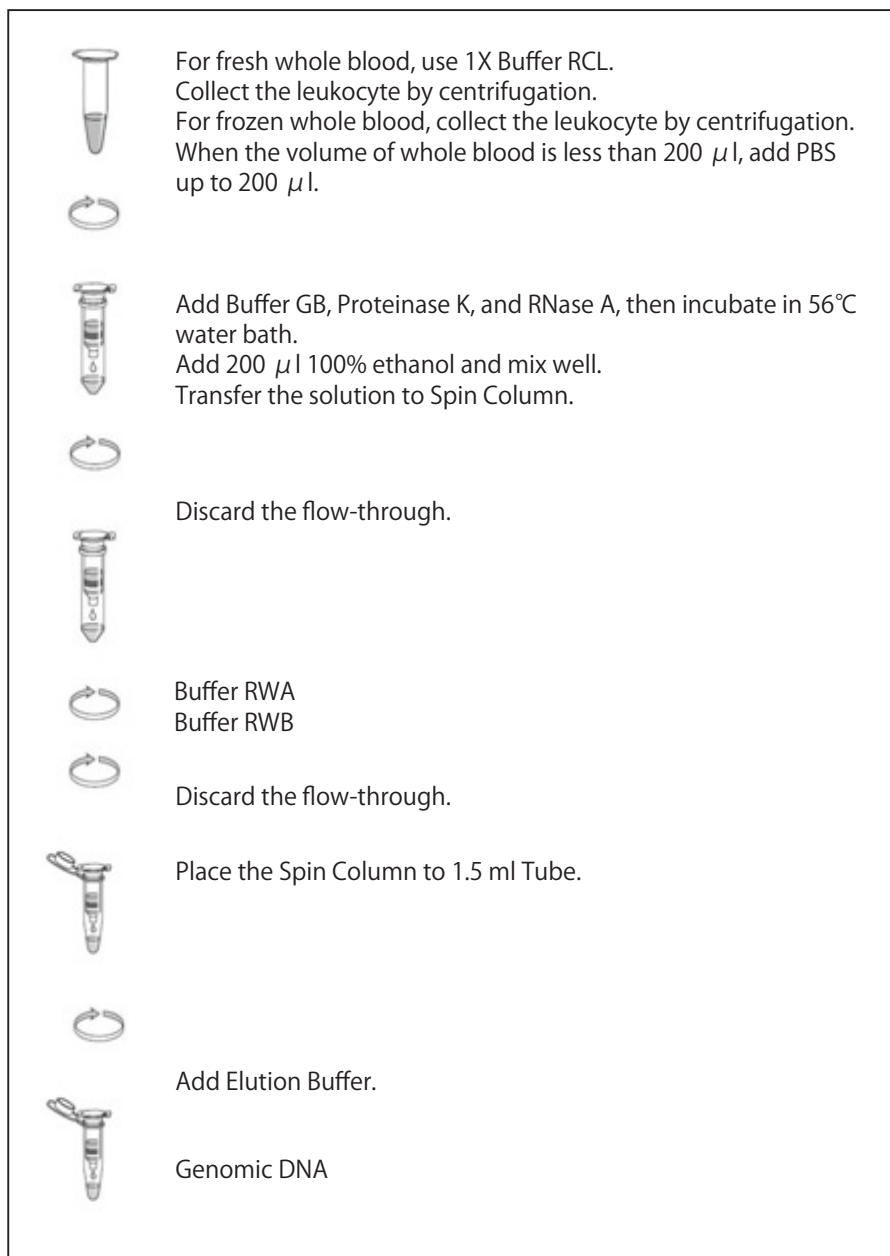 For fresh whole blood, use 1X Buffer RCL.
Collect the leukocyte by centrifugation.
For frozen whole blood, collect the leukocyte by centrifugation.
When the volume of whole blood is less than 200 μl, add PBS
up to 200 μl.
Add Buffer GB, Proteinase K, and RNase A, then incubate in 56℃
water bath.
Add 200 μl 100% ethanol and mix well.
Transfer the solution to Spin Column.
Discard the flow-through.
Buffer RWA
Buffer RWB
Discard the flow-through.
Place the Spin Column to 1.5 ml Tube.
Add Elution Buffer.
Genomic DNA